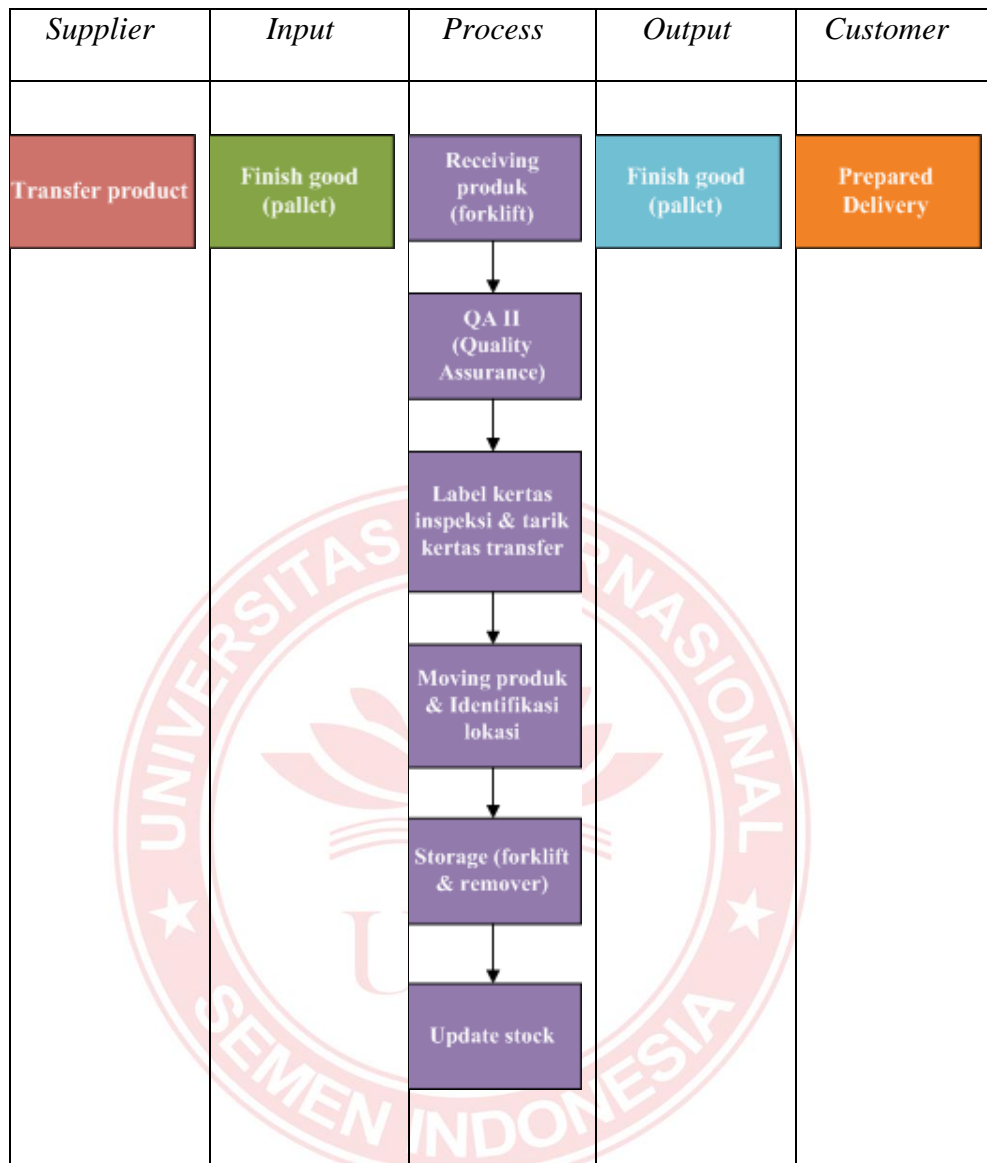 Supplier
Input
Process
Output
Customer
Transfer product
Finish good
(pallet)
Receiving
produk
(forklift)
Finish good
(pallet)
Prepared
Delivery
QA II
(Quality
Assurance)
Label kertas
inspeksi & tarik
kertas transfer
Moving produk
& Identifikasi
lokasi
Storage (forklift
& remover)
Update stock
UNIVERSITAS
SEMEN INDONESIA